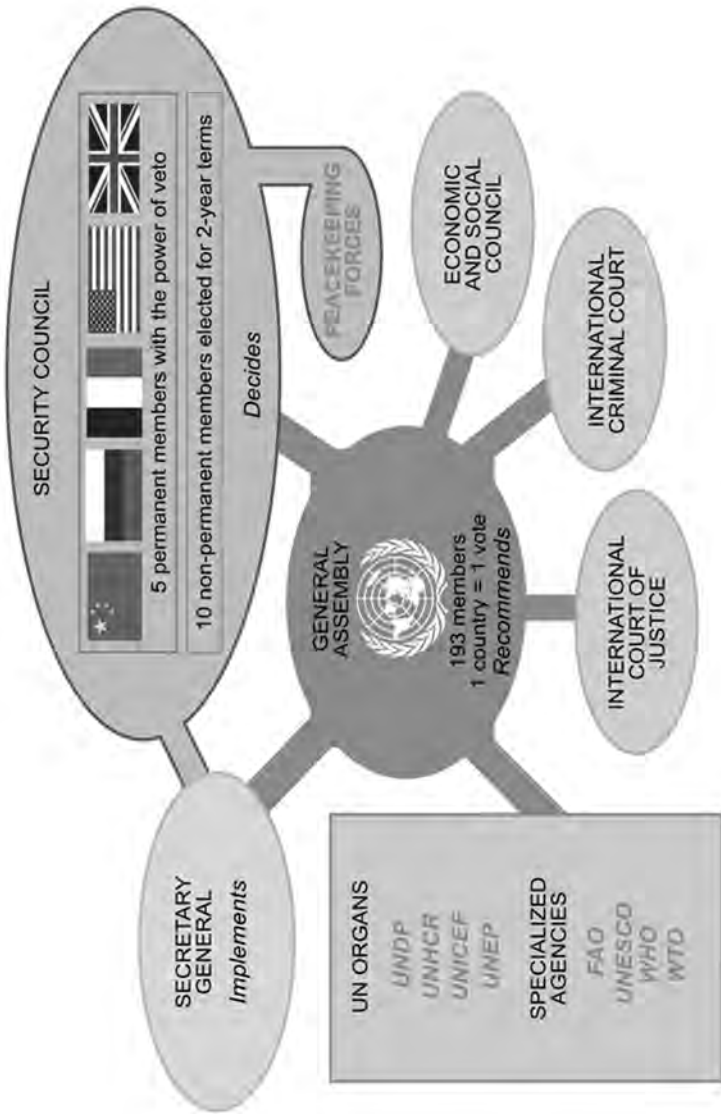 SECURITY COUNCIL
5 permanent members with the power of veto
10 non-permanent members elected for 2-year terms
Decides
PEACEKEEPING
FORCES
SECRETARY
GENERAL
Implements
GENERAL
ASSEMBLY
193 members
1 country = 1 vote
Recommends
ECONOMIC
AND SOCIAL
COUNCIL
INTERNATIONAL
CRIMINAL COURT
INTERNATIONAL
COURT OF
JUSTICE
UN ORGANS
UNDP
UNHCR
UNICEF
UNEP
SPECIALIZED
AGENCIES
FAO
UNESCO
WHO
WTO